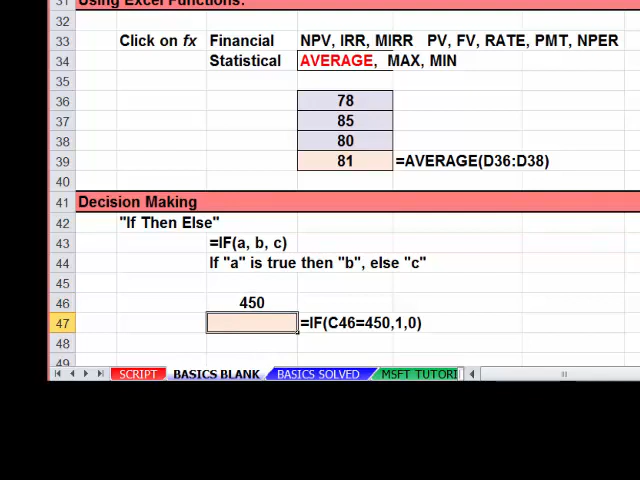 31 Using Excel Functions:
32
33 Click on fx Financial NPV, IRR, MIRR PV, FV, RATE, PMT, NPER
34 Statistical AVERAGE, MAX, MIN
35
36 78
37 85
38 80
39 81 =AVERAGE(D36:D38)
40
41 Decision Making
42 "If Then Else"
43 =IF(a, b, c)
44 If "a" is true then "b", else "c"
45
46 450
47 =IF(C46=450,1,0)
48
49
SCRIPT BASICS BLANK BASICS SOLVED MSFT TUTORI